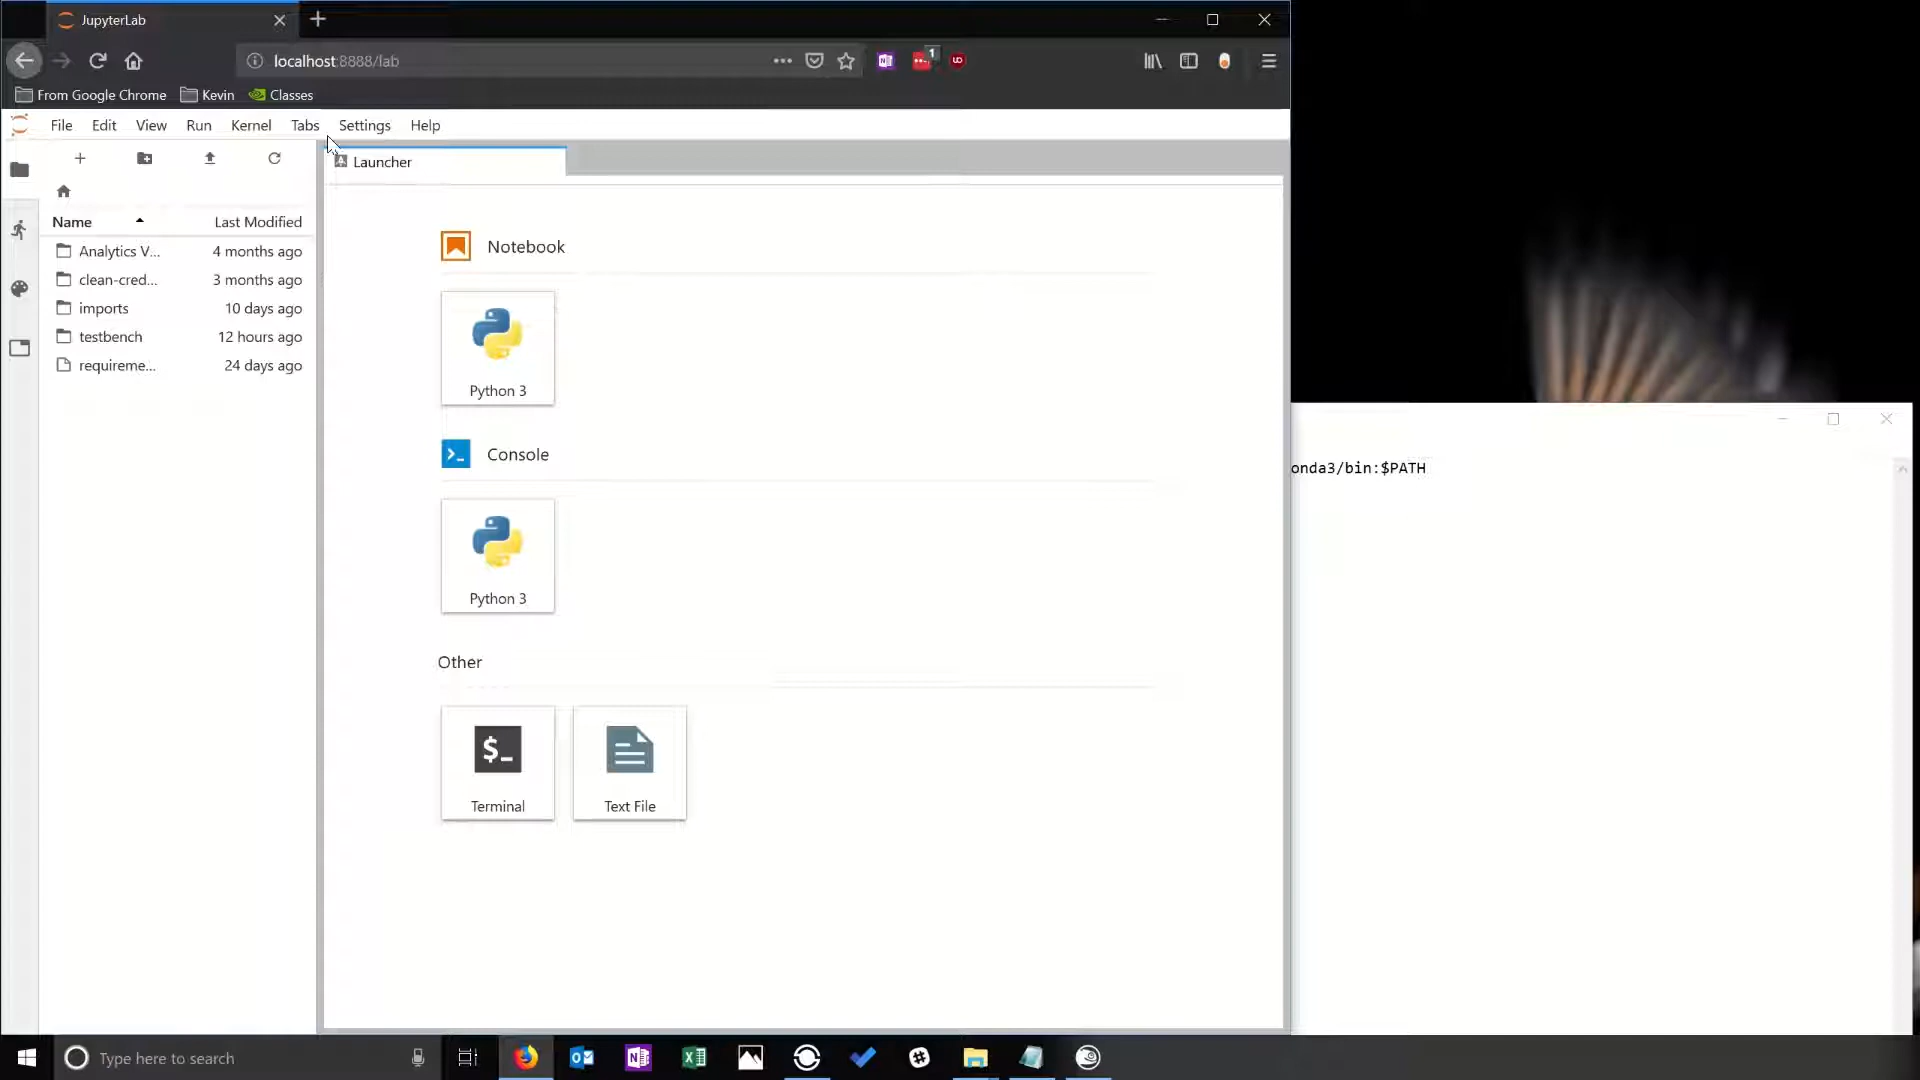 JupyterLab
localhost:8888/lab
1
From Google Chrome Kevin Classes
File Edit View Run Kernel Tabs Settings Help
Launcher
Name Last Modified
Analytics V... 4 months ago
clean-cred... 3 months ago
imports 10 days ago
testbench 12 hours ago
requireme... 24 days ago
Notebook
Python 3
Console
Python 3
Other
$_
Terminal Text File
onda3/bin:$PATH
Type here to search